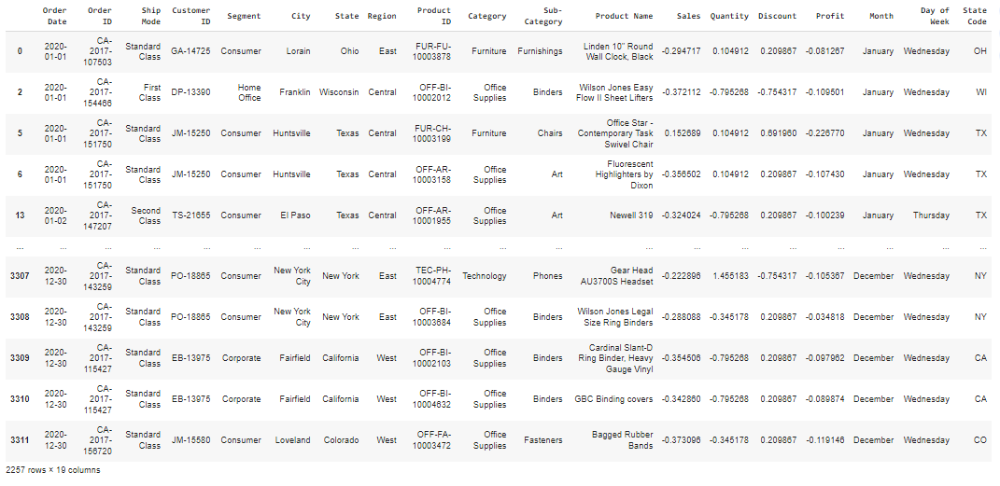 Order Date Order ID Ship Mode Customer ID Segment City State Region Product ID Category Sub-Category Product Name Sales Quantity Discount Profit Month Day of Week State Code
0 2020-01-01 CA-2017-107503 Standard Class GA-14725 Consumer Lorain Ohio East FUR-FU-10003878 Furniture Furnishings Linden 10" Round Wall Clock, Black -0.294717 0.104912 0.209867 -0.081267 January Wednesday OH
2 2020-01-01 CA-2017-154466 First Class DP-13390 Home Office Franklin Wisconsin Central OFF-BI-10002012 Office Supplies Binders Wilson Jones Easy Flow II Sheet Lifters -0.372112 -0.795268 -0.754317 -0.109501 January Wednesday WI
5 2020-01-01 CA-2017-151750 Standard Class JM-15250 Consumer Huntsville Texas Central FUR-CH-10003199 Furniture Chairs Office Star - Contemporary Task Swivel Chair 0.152689 0.104912 0.691960 -0.226770 January Wednesday TX
6 2020-01-01 CA-2017-151750 Standard Class JM-15250 Consumer Huntsville Texas Central OFF-AR-10003158 Office Supplies Art Fluorescent Highlighters by Dixon -0.356502 0.104912 0.209867 -0.107430 January Wednesday TX
13 2020-01-02 CA-2017-147207 Second Class TS-21655 Consumer El Paso Texas Central OFF-AR-10001955 Office Supplies Art Newell 319 -0.324024 -0.795268 0.209867 -0.100239 January Thursday TX
... ... ... ... ... ... ... ... ... ... ... ... ... ... ... ... ... ... ... ...
3307 2020-12-30 CA-2017-143259 Standard Class PO-18865 Consumer New York City New York East TEC-PH-10004774 Technology Phones Gear Head AU3700S Headset -0.222896 1.455183 -0.754317 -0.105367 December Wednesday NY
3308 2020-12-30 CA-2017-143259 Standard Class PO-18865 Consumer New York City New York East OFF-BI-10003684 Office Supplies Binders Wilson Jones Legal Size Ring Binders -0.288088 -0.345178 0.209867 -0.034818 December Wednesday NY
3309 2020-12-30 CA-2017-115427 Standard Class EB-13975 Corporate Fairfield California West OFF-BI-10002103 Office Supplies Binders Cardinal Slant-D Ring Binder, Heavy Gauge Vinyl -0.354506 -0.795268 0.209867 -0.097962 December Wednesday CA
3310 2020-12-30 CA-2017-115427 Standard Class EB-13975 Corporate Fairfield California West OFF-BI-10004632 Office Supplies Binders GBC Binding covers -0.342860 -0.795268 0.209867 -0.089874 December Wednesday CA
3311 2020-12-30 CA-2017-156720 Standard Class JM-15580 Consumer Loveland Colorado West OFF-FA-10003472 Office Supplies Fasteners Bagged Rubber Bands -0.373096 -0.345178 0.209867 -0.119146 December Wednesday CO
2257 rows × 19 columns